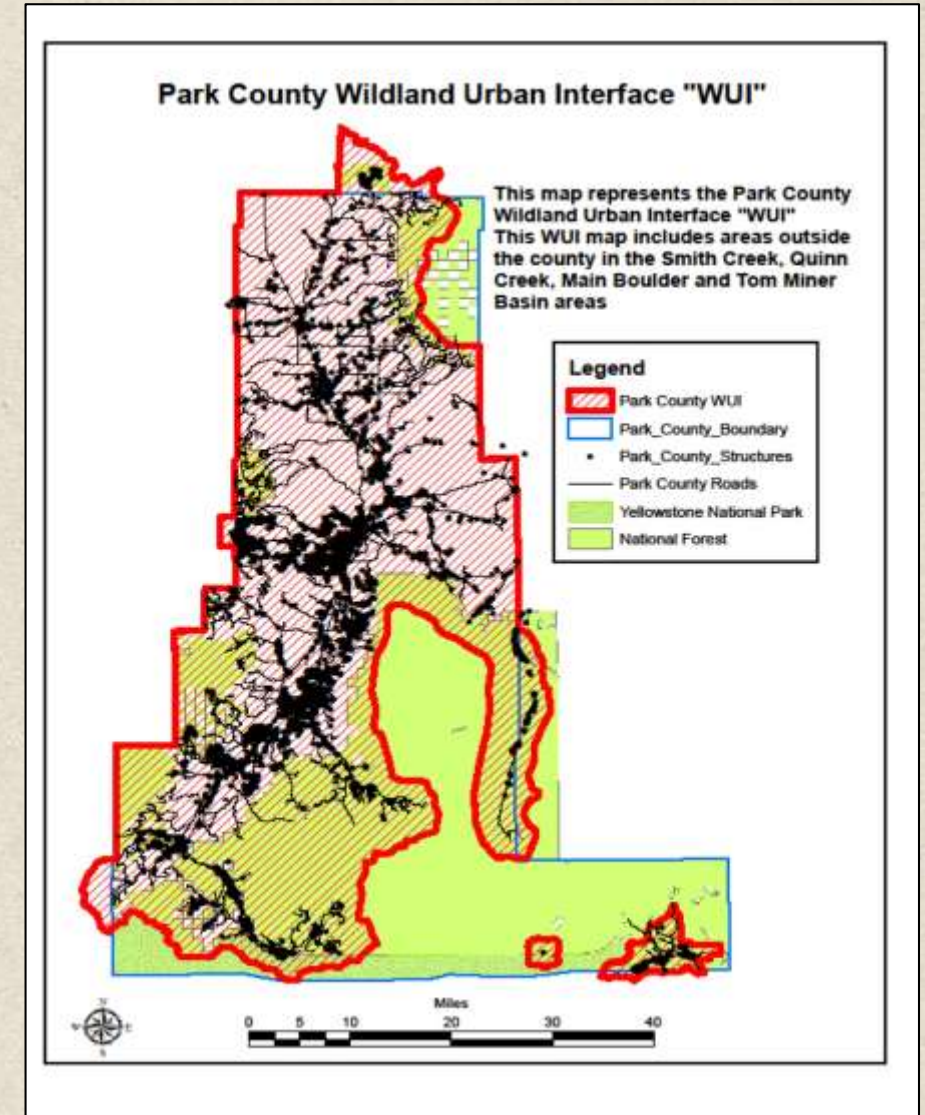 Park County Wildland Urban Interface "WUI"
This map represents the Park County
Wildland Urban Interface "WUI"
This WUI map includes areas outside
the county in the Smith Creek, Quinn
Creek, Main Boulder and Tom Miner
Basin areas
Legend
Park County WUI
Park_County_Boundary
Park_County_Structures
Park County Roads
Yellowstone National Park
National Forest
N
W E
S
Miles
0 5 10 20 30 40